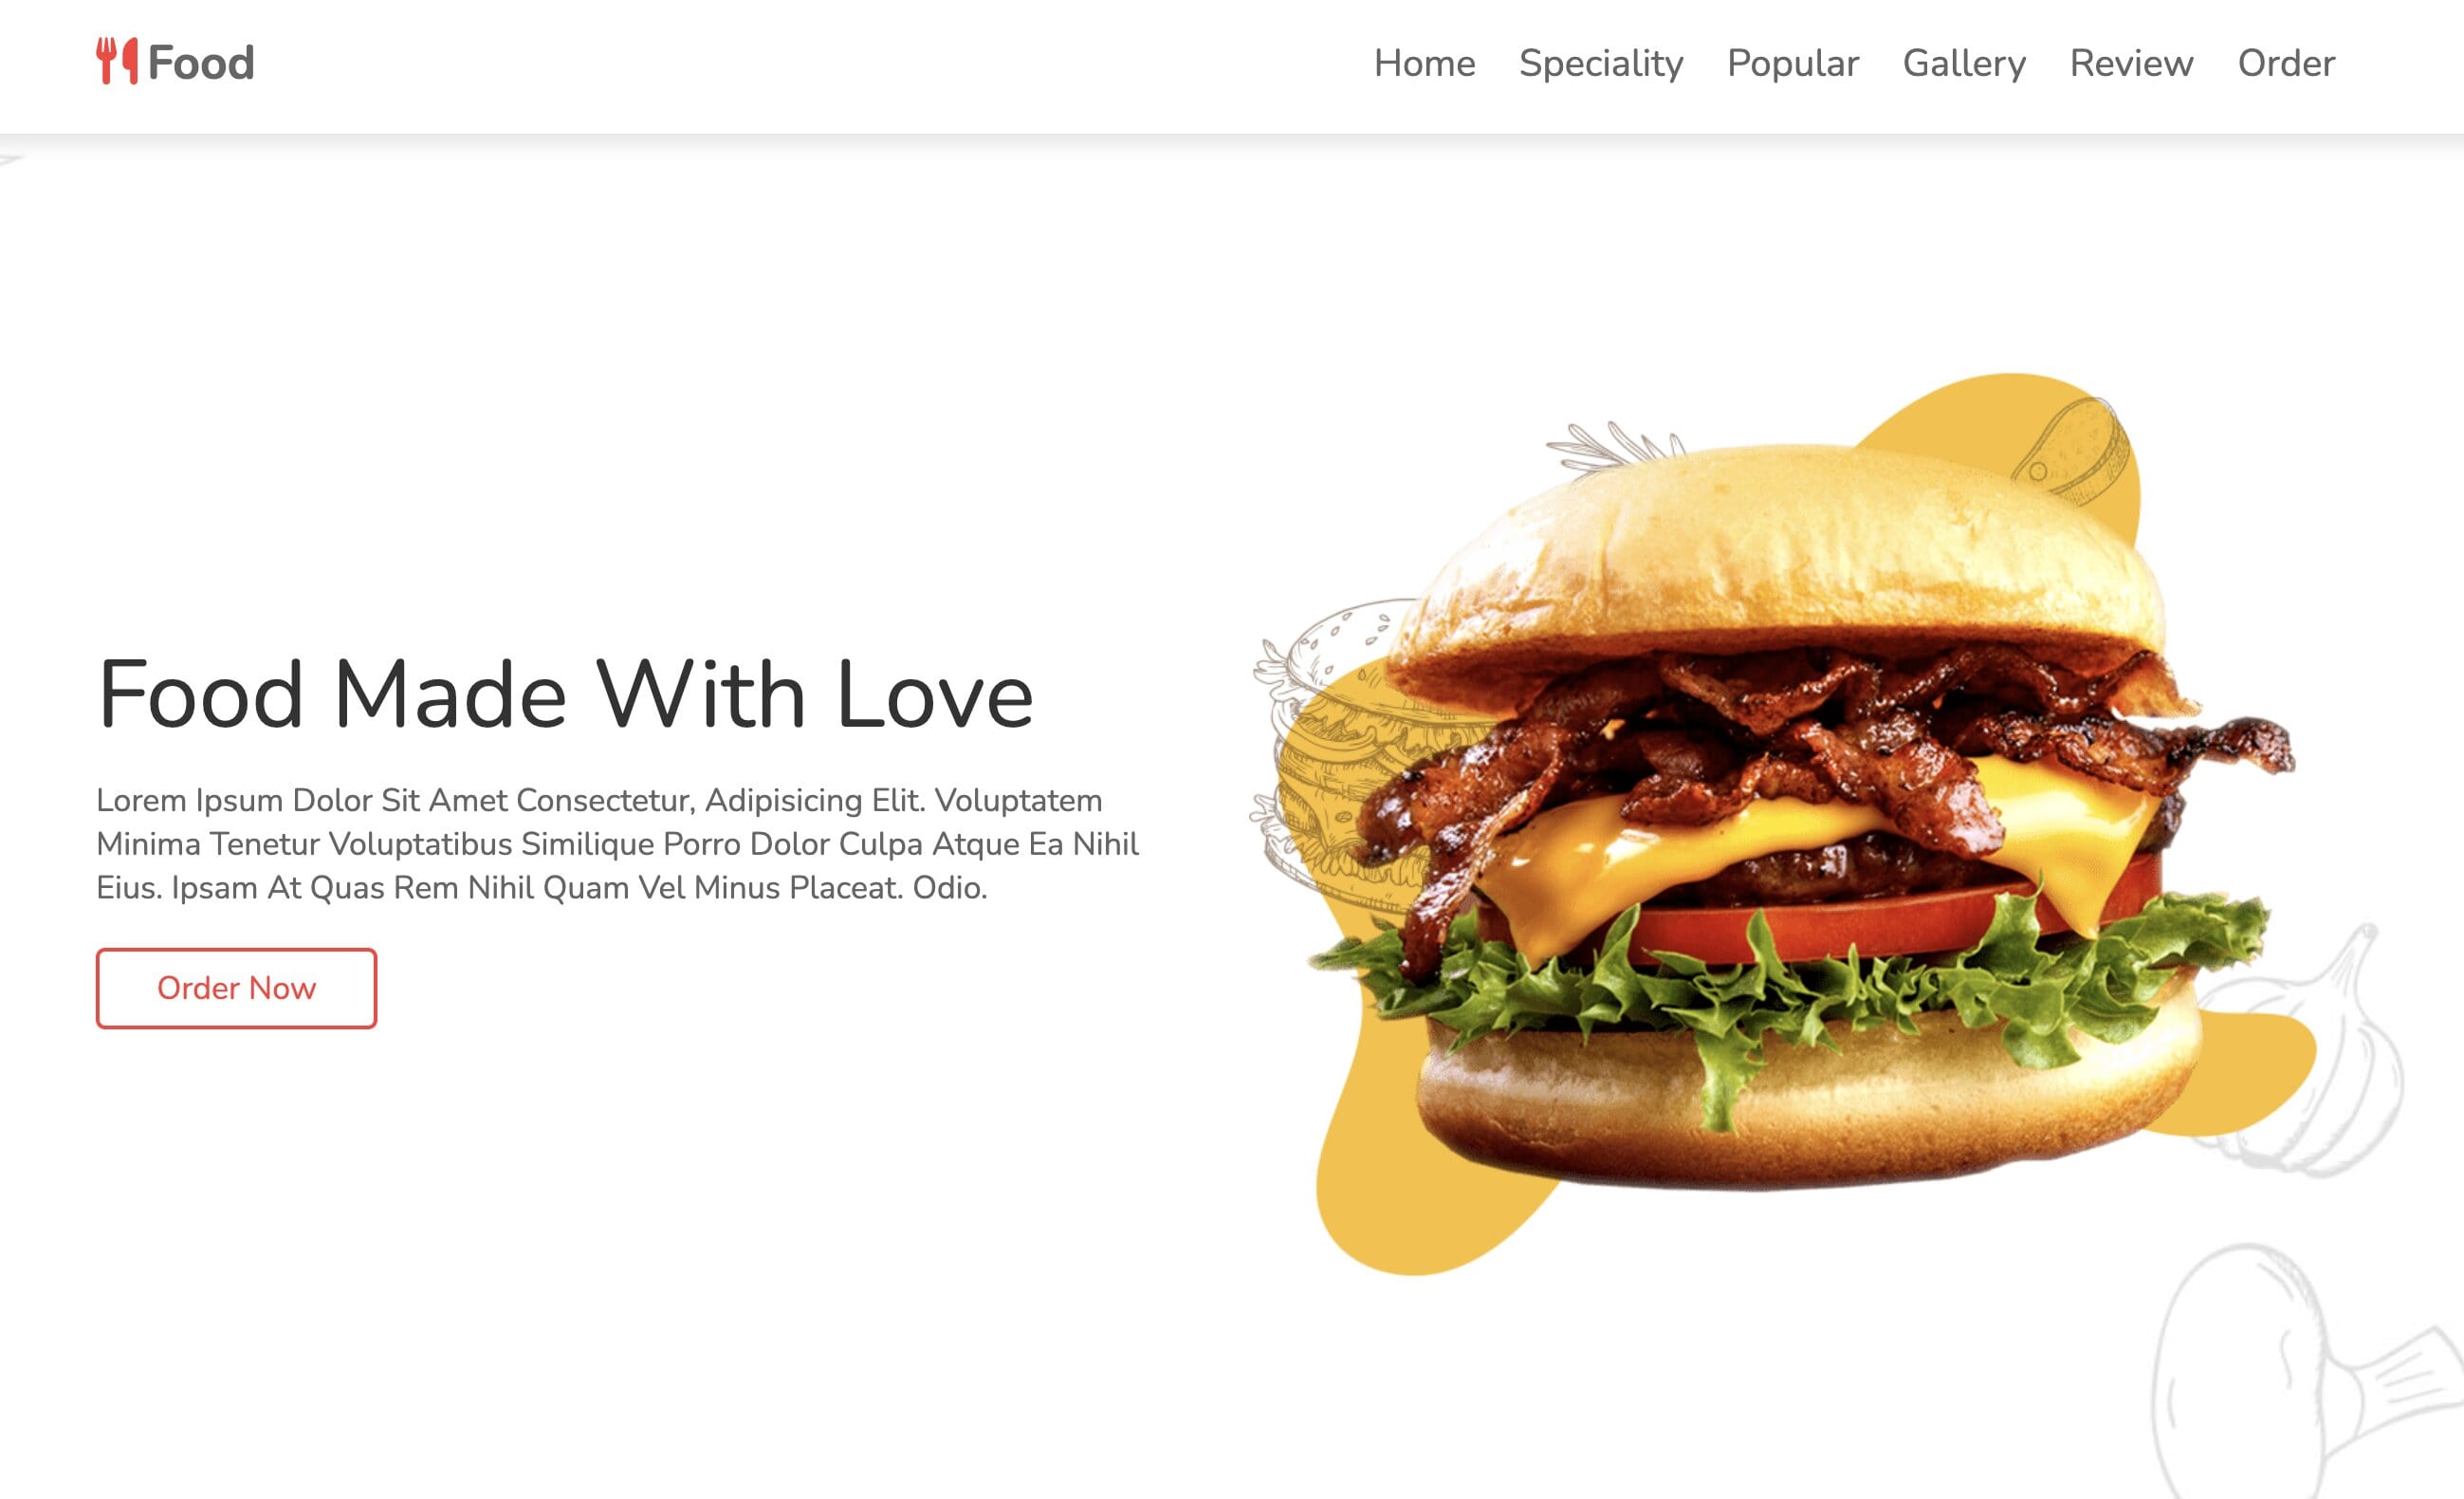 Food
Home Speciality Popular Gallery Review Order
Food Made With Love
Lorem Ipsum Dolor Sit Amet Consectetur, Adipisicing Elit. Voluptatem
Minima Tenetur Voluptatibus Similique Porro Dolor Culpa Atque Ea Nihil
Eius. Ipsam At Quas Rem Nihil Quam Vel Minus Placeat. Odio.
Order Now